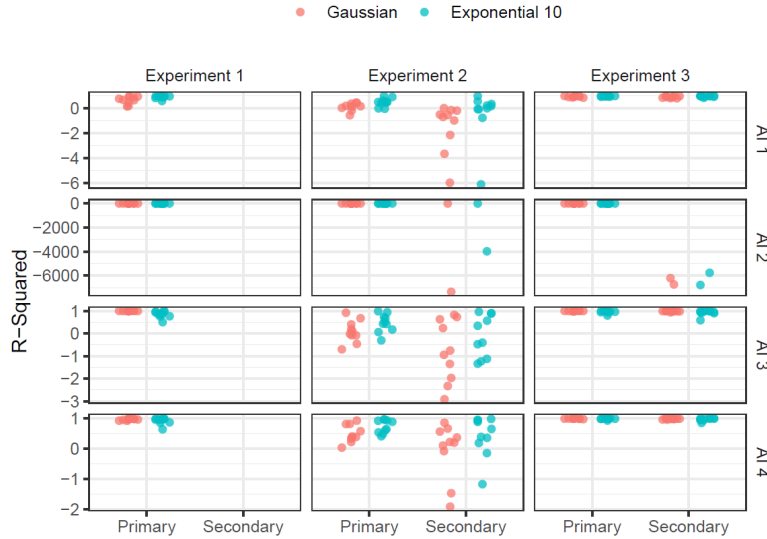 Gaussian Exponential 10
Experiment 1 Experiment 2 Experiment 3
R-Squared
0
−2
−4
−6
AI 1
0
−2000
−4000
−6000
AI 2
1
0
−1
−2
−3
AI 3
1
0
−1
−2
AI 4
Primary Secondary Primary Secondary Primary Secondary